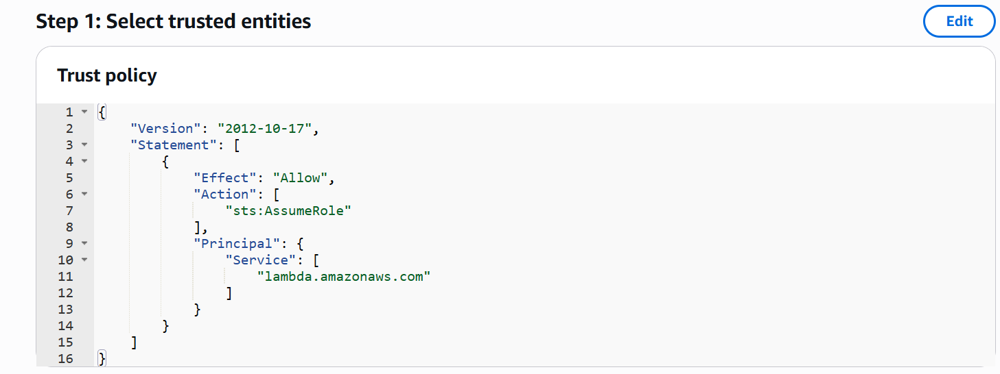 Step 1: Select trusted entities
Edit
Trust policy
1 {
2     "Version": "2012-10-17",
3     "Statement": [
4         {
5             "Effect": "Allow",
6             "Action": [
7                 "sts:AssumeRole"
8             ],
9             "Principal": {
10                 "Service": [
11                     "lambda.amazonaws.com"
12                 ]
13             }
14         }
15     ]
16 }